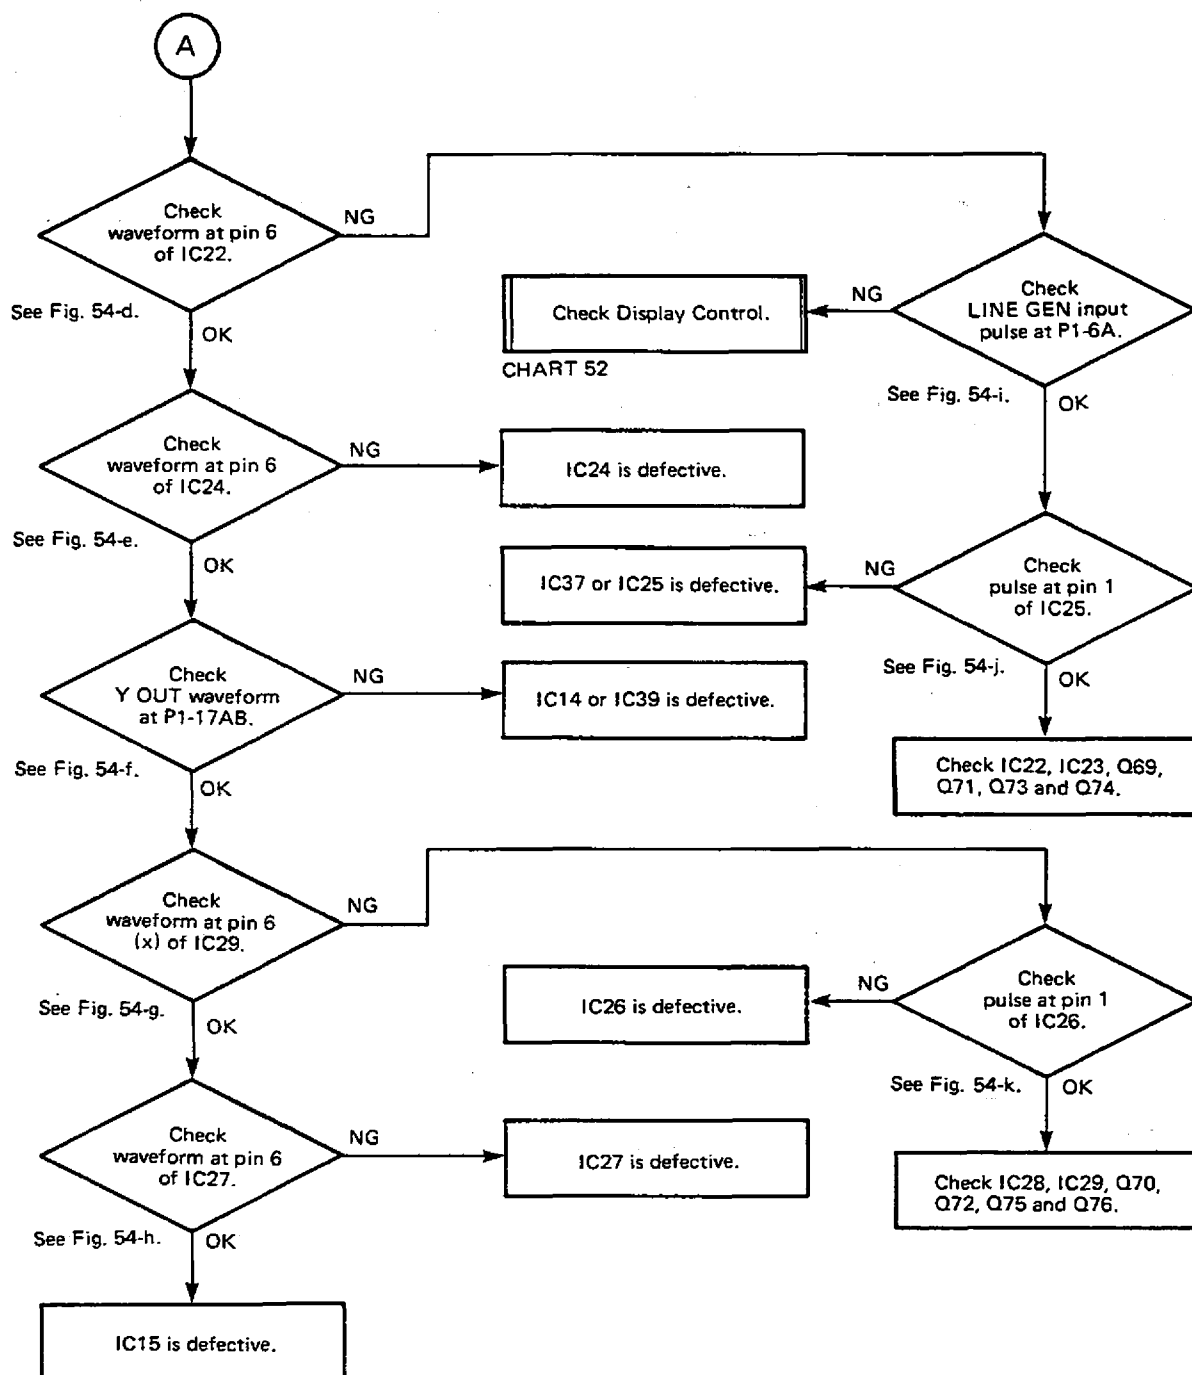 A
Check
waveform at pin 6
of IC22.
NG
See Fig. 54-d.
OK
Check
LINE GEN input
pulse at P1-6A.
NG
Check Display Control.
CHART 52
See Fig. 54-i.
OK
Check
waveform at pin 6
of IC24.
NG
IC24 is defective.
See Fig. 54-e.
OK
Check
pulse at pin 1
of IC25.
NG
IC37 or IC25 is defective.
See Fig. 54-j.
OK
Check
Y OUT waveform
at P1-17AB.
NG
IC14 or IC39 is defective.
See Fig. 54-f.
OK
Check IC22, IC23, Q69,
Q71, Q73 and Q74.
Check
waveform at pin 6
(x) of IC29.
NG
See Fig. 54-g.
OK
Check
pulse at pin 1
of IC26.
NG
IC26 is defective.
See Fig. 54-k.
OK
Check
waveform at pin 6
of IC27.
NG
IC27 is defective.
See Fig. 54-h.
OK
Check IC28, IC29, Q70,
Q72, Q75 and Q76.
IC15 is defective.